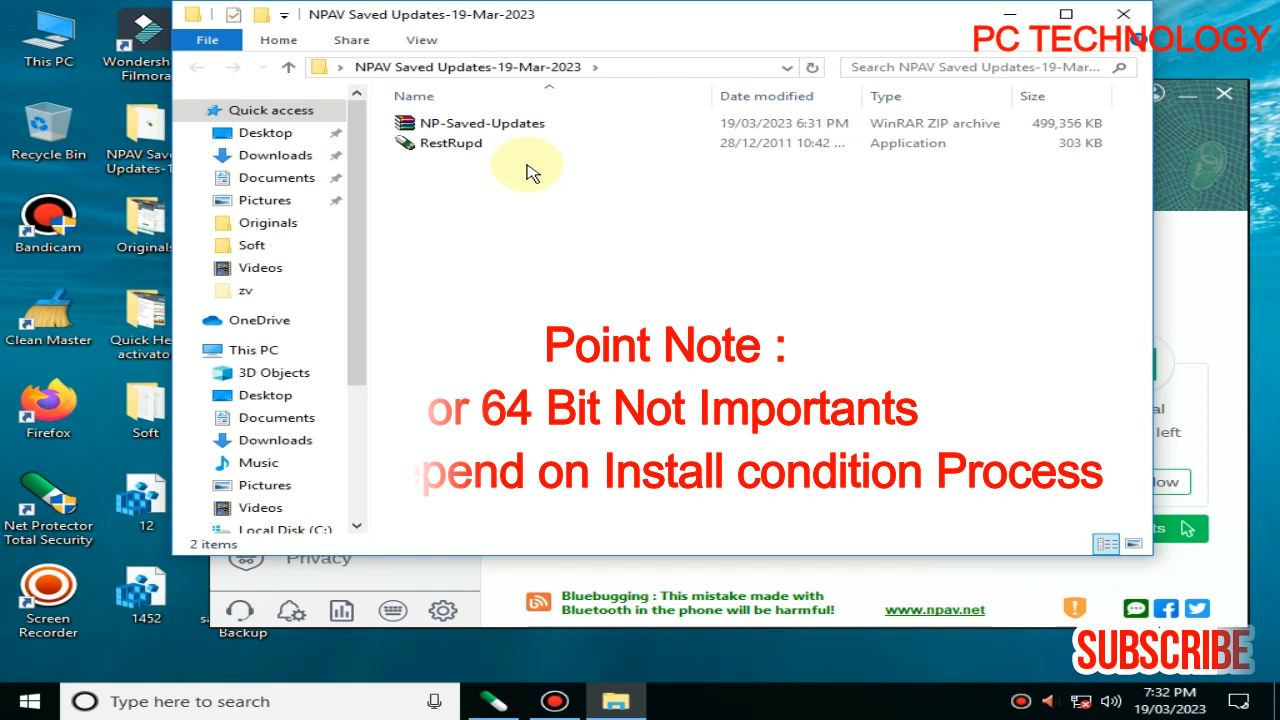 NPAV Saved Updates-19-Mar-2023
PC TECHNOLOGY
File Home Share View
NPAV Saved Updates-19-Mar-2023
Search NPAV Saved Updates-19-Mar...
Name Date modified Type Size
NP-Saved-Updates 19/03/2023 6:31 PM WinRAR ZIP archive 499,356 KB
RestRupd 28/12/2011 10:42 ... Application 303 KB
Quick access
Desktop
Downloads
Documents
Pictures
Originals
Soft
Videos
zv
OneDrive
This PC
3D Objects
Desktop
Documents
Downloads
Music
Pictures
Videos
Local Disk (C:)
2 items
Point Note :
or 64 Bit Not Importants
pend on Install condition Process
This PC
Wondersh
Filmora
Recycle Bin
NPAV Sav
Updates-1
Bandicam
Original
Clean Master
Quick He
activato
Firefox
Soft
Net Protector
Total Security
12
Screen
Recorder
1452
Backup
Privacy
al
left
low
ts
Bluebugging : This mistake made with
Bluetooth in the phone will be harmful!
www.npav.net
SUBSCRIBE
Type here to search
7:32 PM
19/03/2023